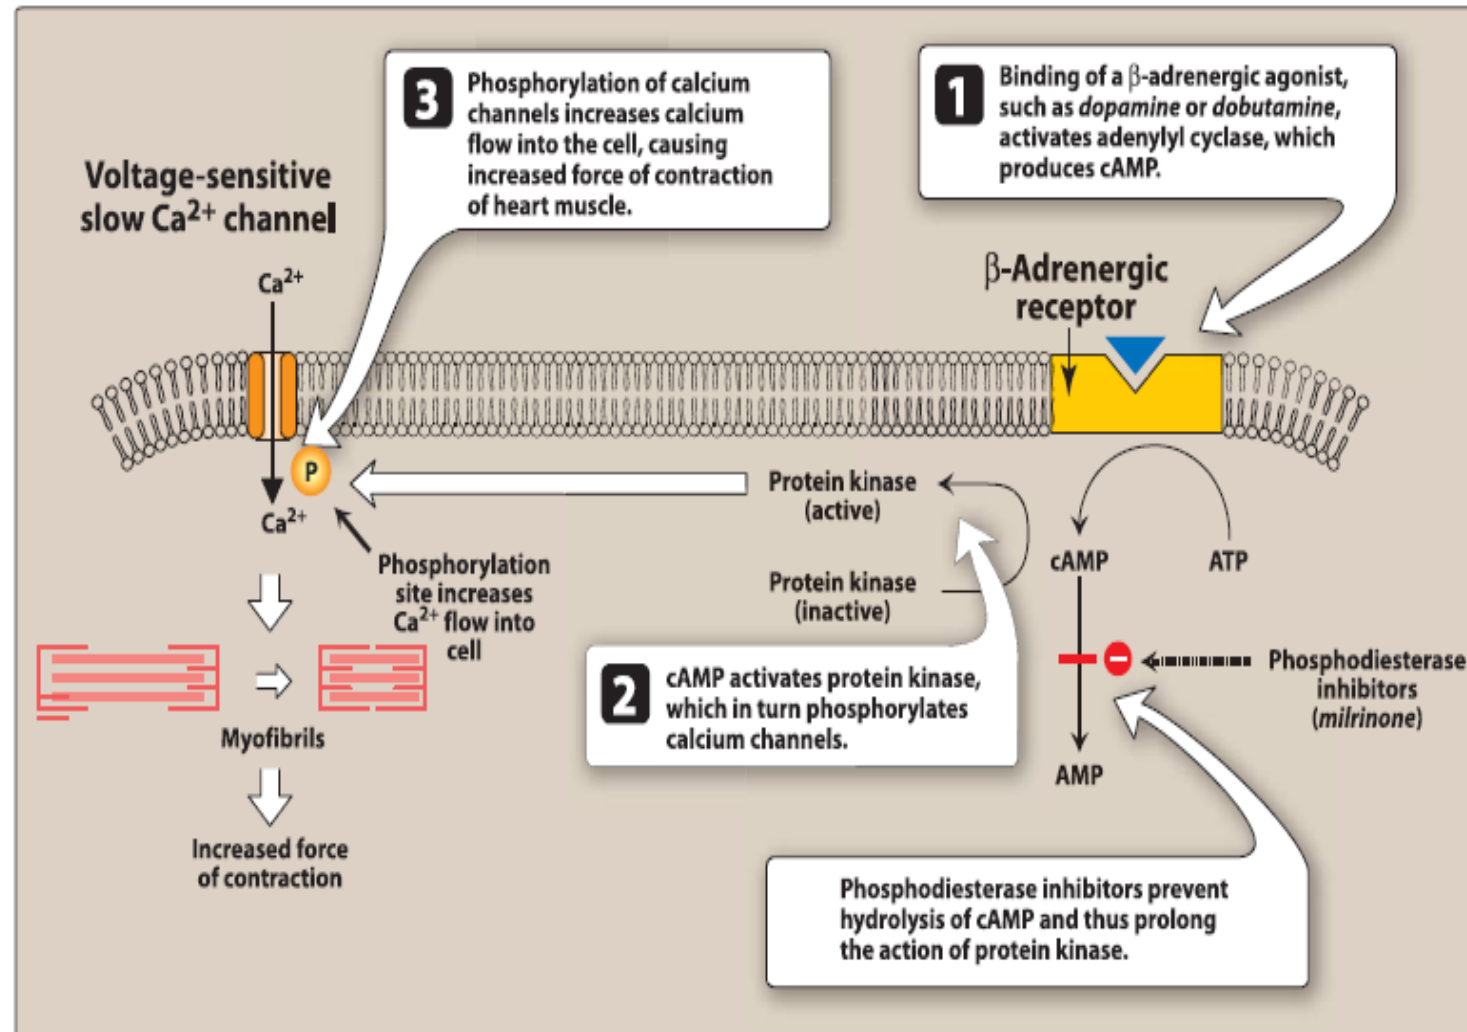 3
Phosphorylation of calcium
channels increases calcium
flow into the cell, causing
increased force of contraction
of heart muscle.
1
Binding of a β-adrenergic agonist,
such as dopamine or dobutamine,
activates adenylyl cyclase, which
produces cAMP.
Voltage-sensitive
slow Ca²⁺ channel
Ca²⁺
β-Adrenergic
receptor
P
Ca²⁺
Protein kinase
(active)
Phosphorylation
site increases
Ca²⁺ flow into
cell
Protein kinase
(inactive)
cAMP
ATP
2
cAMP activates protein kinase,
which in turn phosphorylates
calcium channels.
–
Phosphodiesterase
inhibitors
(milrinone)
Myofibrils
AMP
Increased force
of contraction
Phosphodiesterase inhibitors prevent
hydrolysis of cAMP and thus prolong
the action of protein kinase.